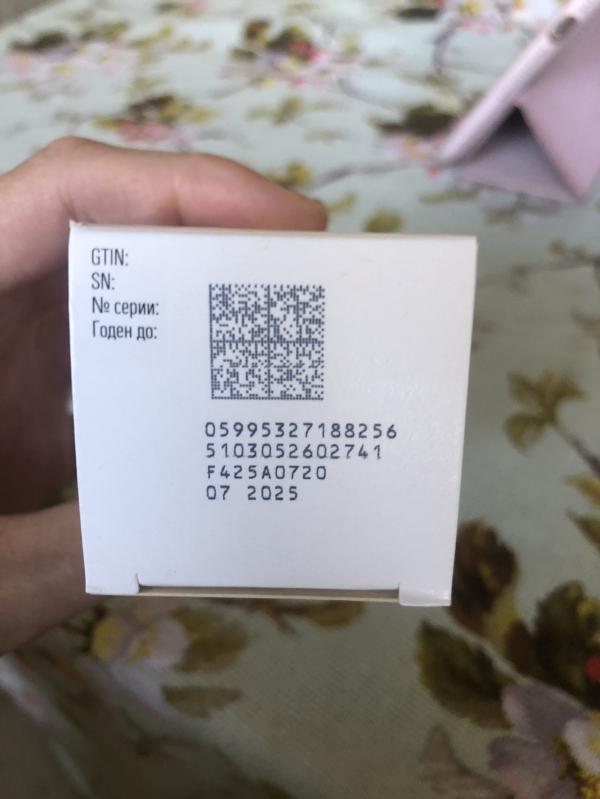 GTIN:
SN:
№ серии:
Годен до:
05995327188256
5103052602741
F425A0720
07 2025